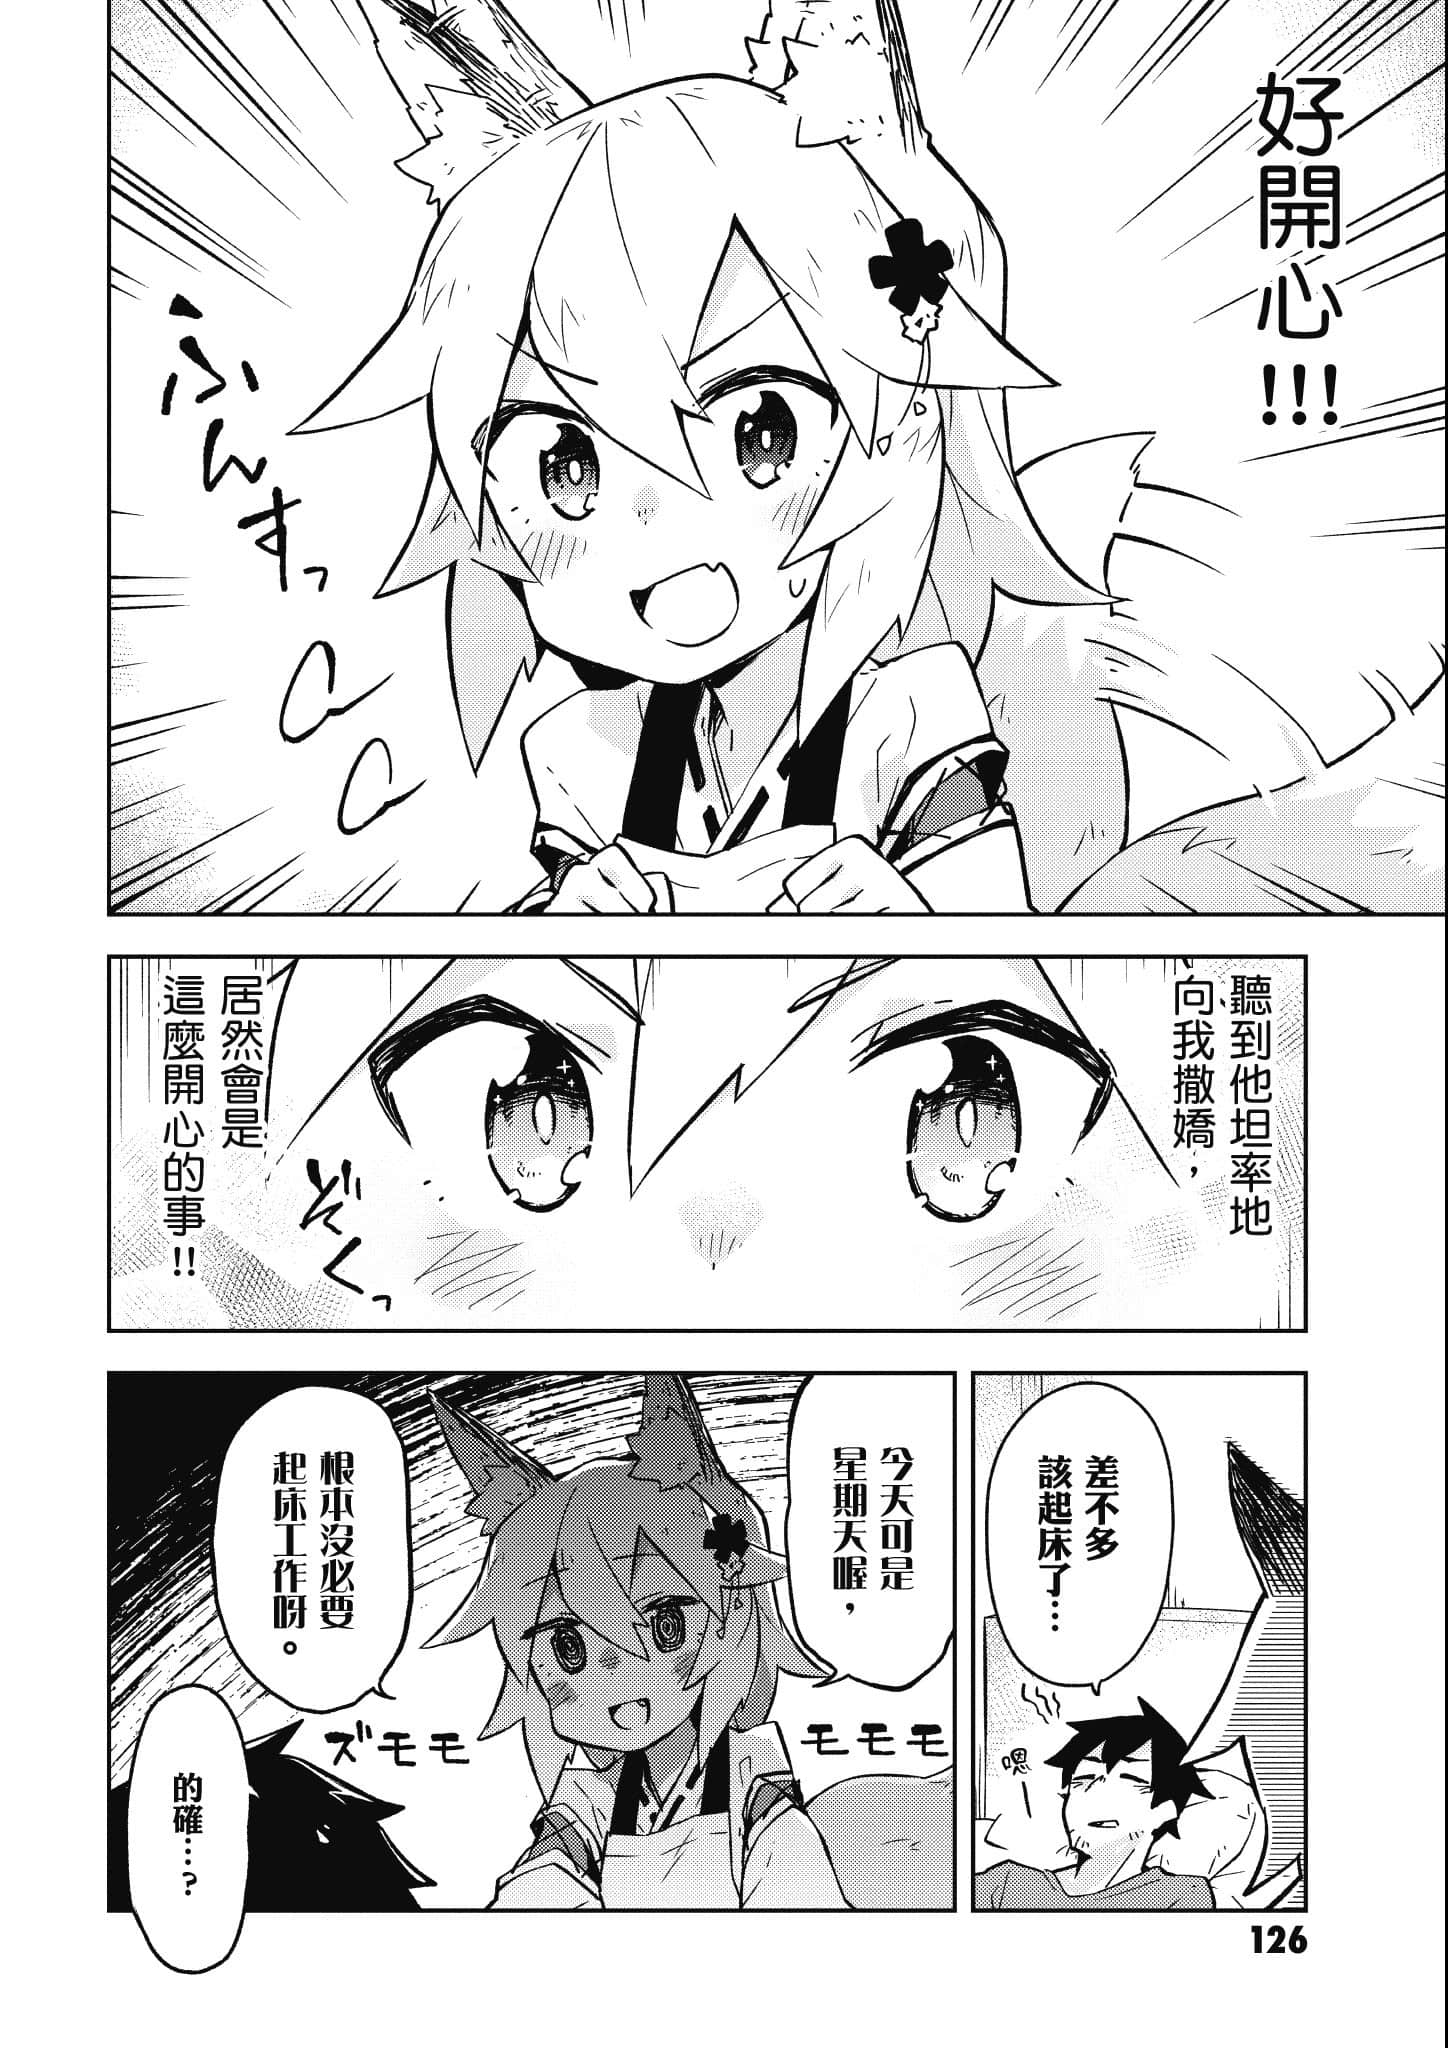 好開心!!!
ふんすっ
聽到他坦率地
向我撒嬌，
居然會是
這麼開心的事!!
ぞくっ
差不多
該起床了…
嗯ー
今天可是
星期天喔，
モモモ
根本沒必要
起床工作呀。
ズモモ
的確…?
126